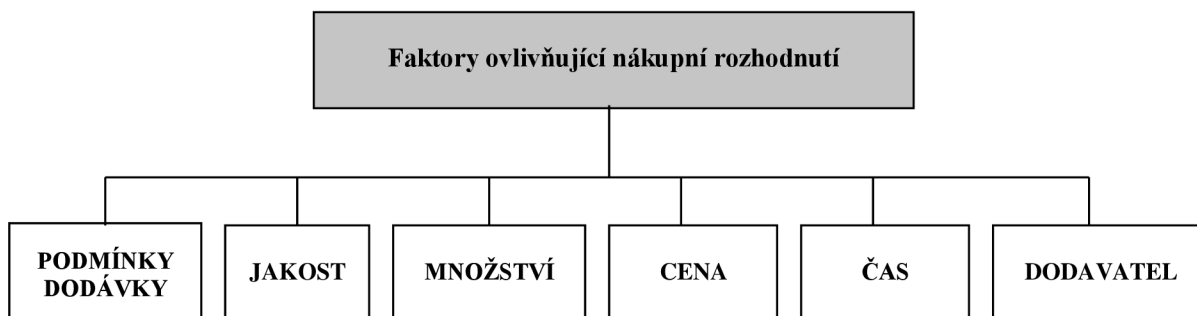 Faktory ovlivňující nákupní rozhodnutí
PODMÍNKY
DODÁVKY
JAKOST
MNOŽSTVÍ
CENA
ČAS
DODAVATEL